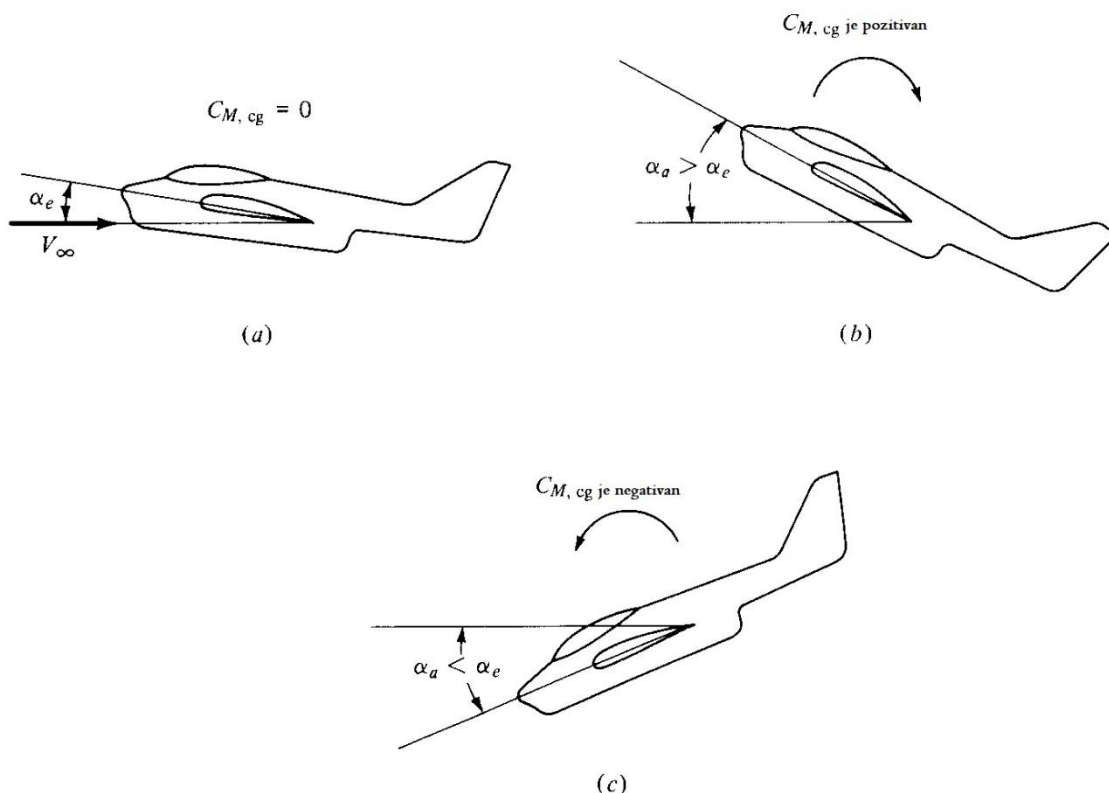 C_{M, cg} je pozitivan
C_{M, cg} = 0
α_a > α_e
α_e
V_∞
(a)
(b)
C_{M, cg} je negativan
α_a < α_e
(c)